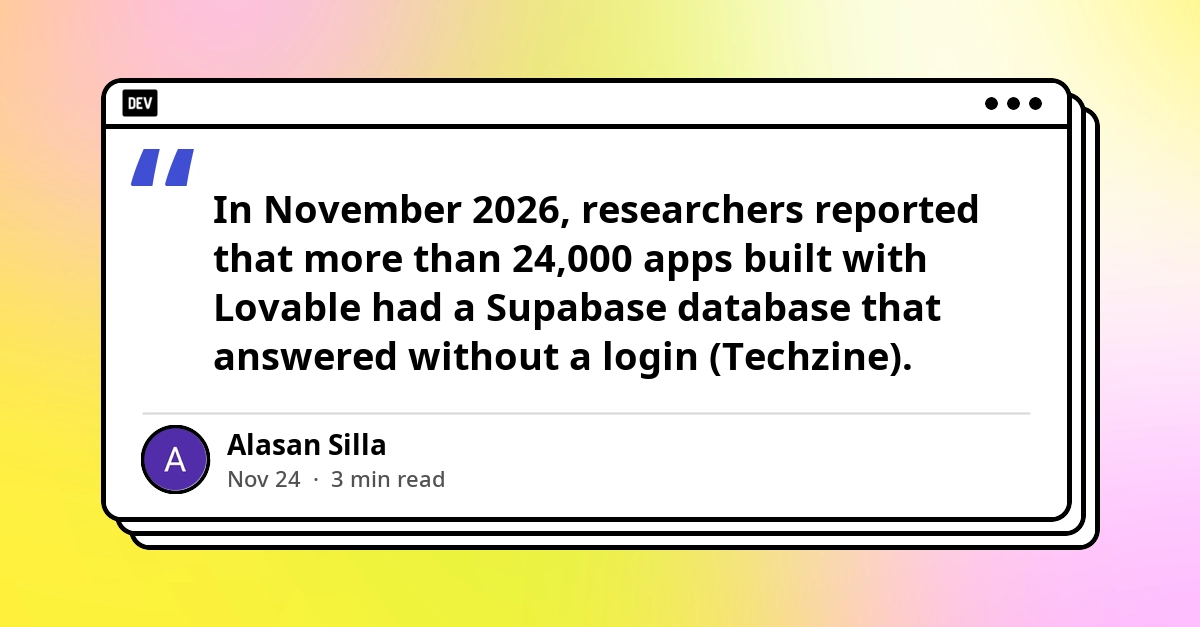 DEV
In November 2026, researchers reported
that more than 24,000 apps built with
Lovable had a Supabase database that
answered without a login (Techzine).
A
Alasan Silla
Nov 24 · 3 min read